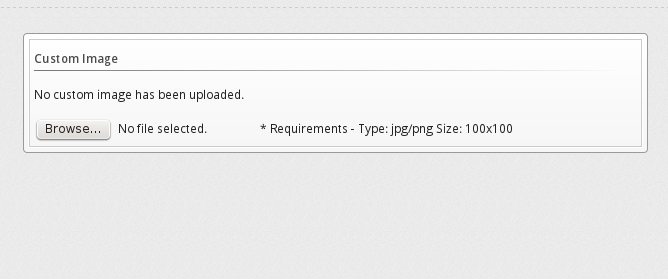 Custom Image
No custom image has been uploaded.
Browse... No file selected. * Requirements - Type: jpg/png Size: 100x100